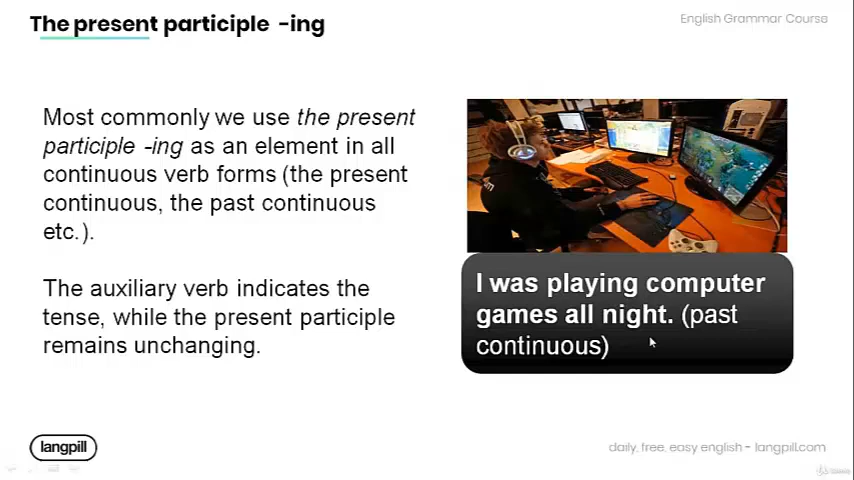 The present participle -ing
English Grammar Course
Most commonly we use the present
participle -ing as an element in all
continuous verb forms (the present
continuous, the past continuous
etc.).
The auxiliary verb indicates the
tense, while the present participle
remains unchanging.
I was playing computer
games all night. (past
continuous)
langpill
daily, free, easy english - langpill.com